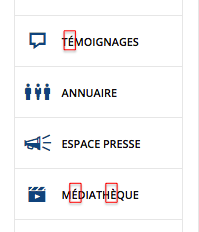 TÉMOIGNAGES
ANNUAIRE
ESPACE PRESSE
MÉDIATHÈQUE